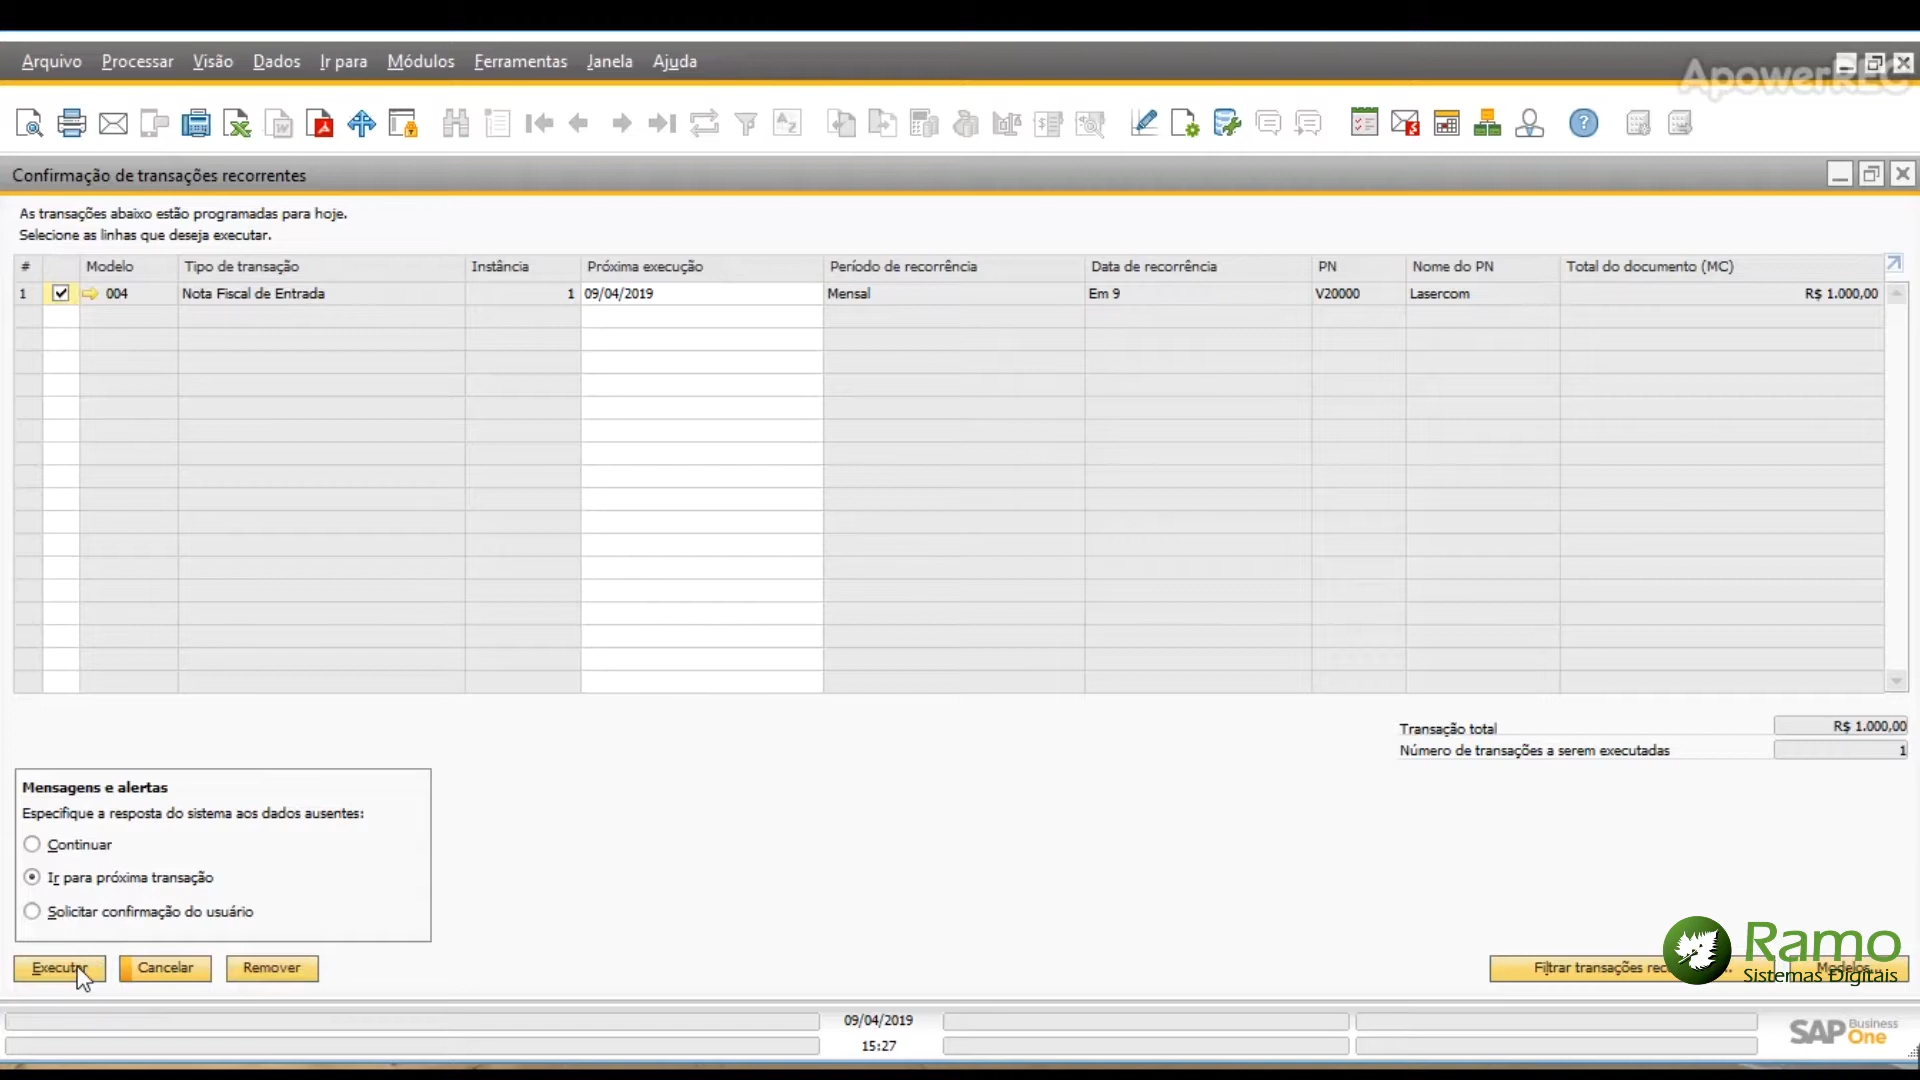 Arquivo Processar Visão Dados Ir para Módulos Ferramentas Janela Ajuda
ApowerREC
Confirmação de transações recorrentes
As transações abaixo estão programadas para hoje.
Selecione as linhas que deseja executar.
# Modelo Tipo de transação Instância Próxima execução Período de recorrência Data de recorrência PN Nome do PN Total do documento (MC)
1 004 Nota Fiscal de Entrada 1 09/04/2019 Mensal Em 9 V20000 Lasercom R$ 1.000,00
Transação total R$ 1.000,00
Número de transações a serem executadas 1
Mensagens e alertas
Especifique a resposta do sistema aos dados ausentes:
Continuar
Ir para próxima transação
Solicitar confirmação do usuário
Executar Cancelar Remover
Filtrar transações
Modelos...
Ramo
Sistemas Digitais
09/04/2019
15:27
SAP Business One